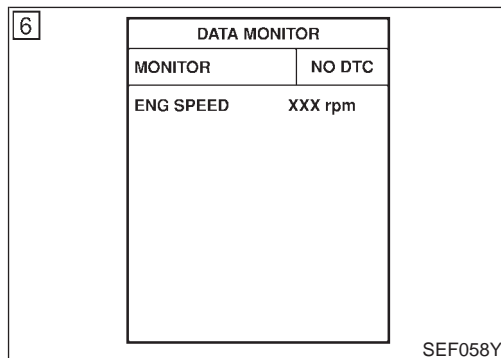 6
DATA MONITOR
MONITOR NO DTC
ENG SPEED XXX rpm
SEF058Y